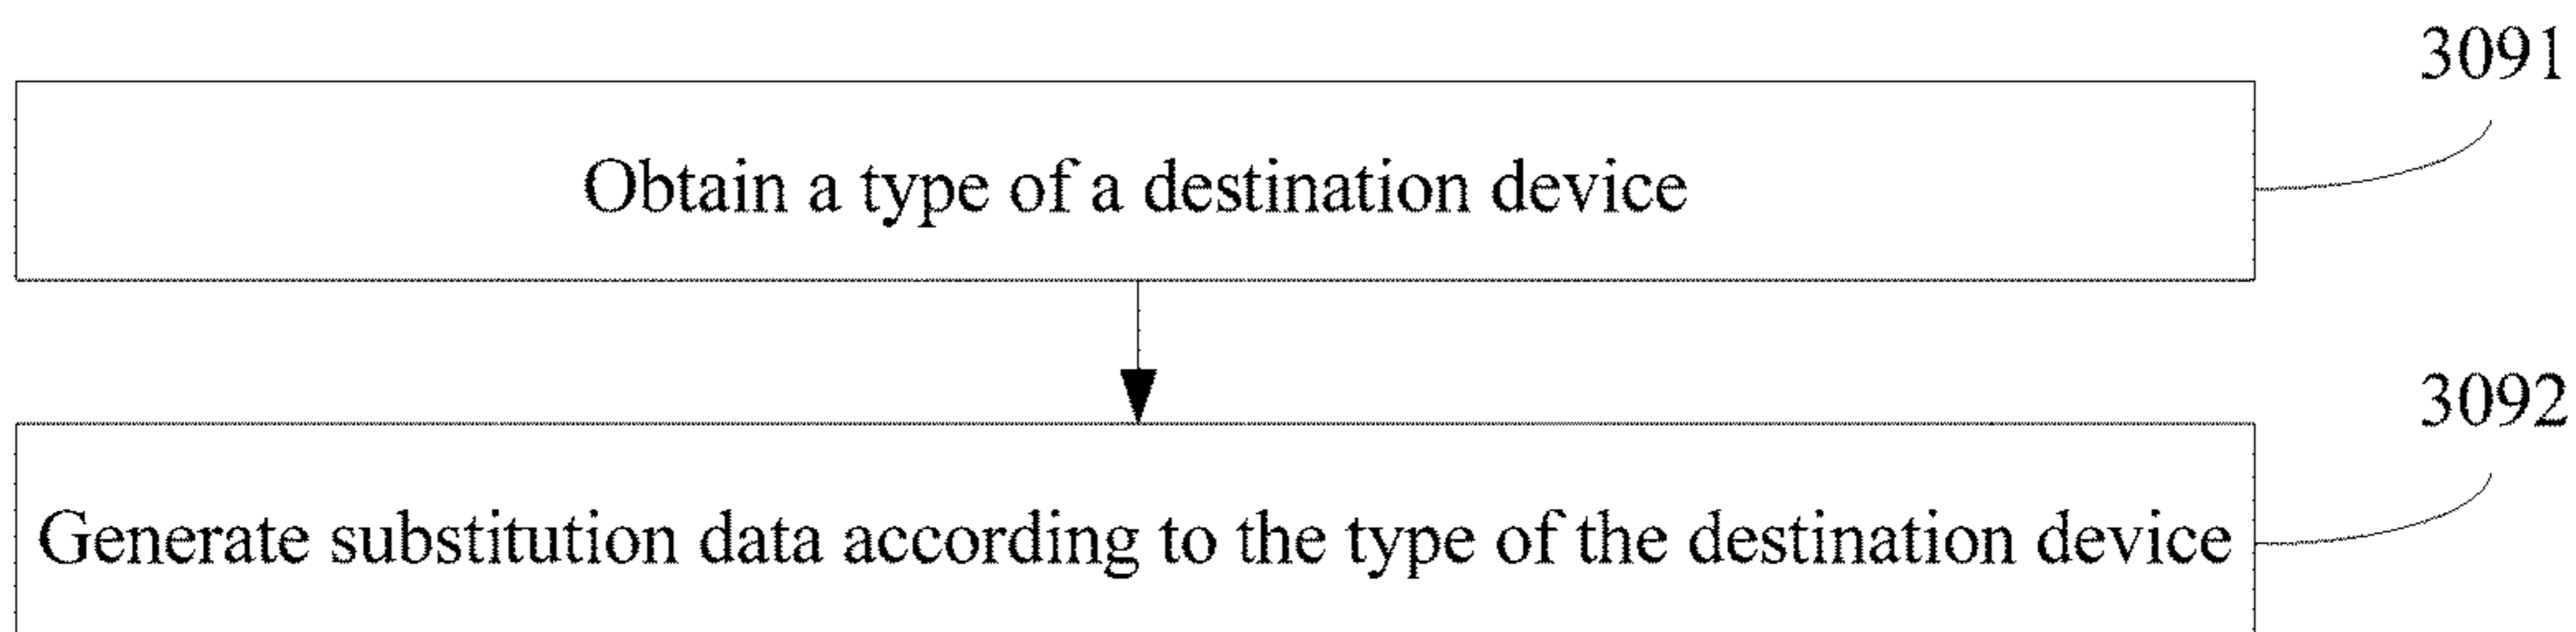 3091
Obtain a type of a destination device
3092
Generate substitution data according to the type of the destination device